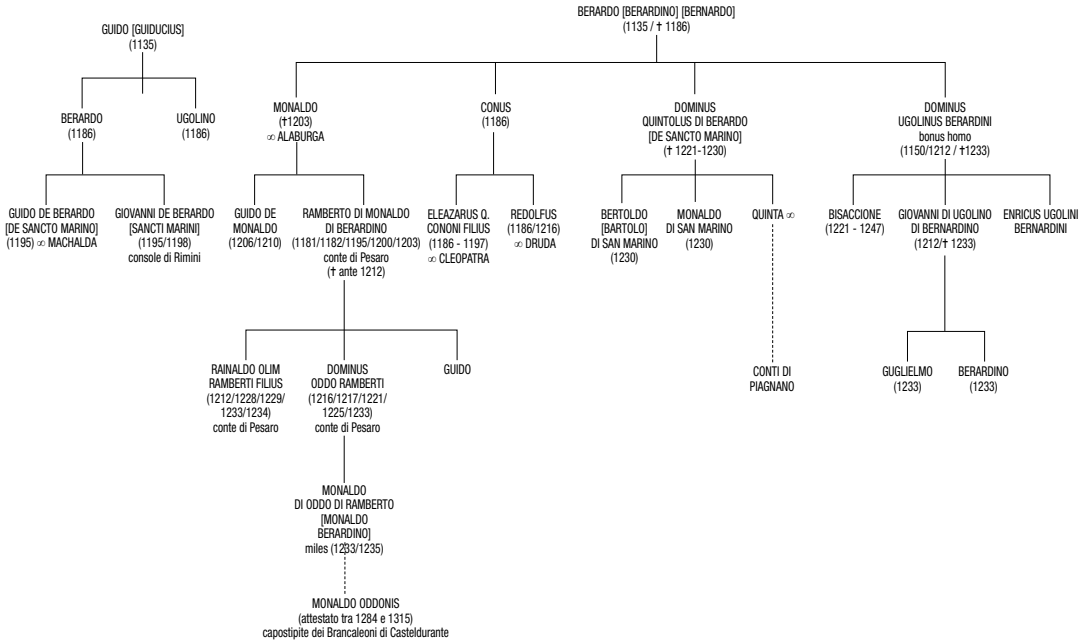 BERARDO [BERARDINO] [BERNARDO]
(1135 / † 1186)
GUIDO [GUIDUCIUS]
(1135)
BERARDO
(1186)
UGOLINO
(1186)
MONALDO
(†1203)
∞ ALABURGA
CONUS
(1186)
DOMINUS
QUINTOLUS DI BERARDO
[DE SANCTO MARINO]
(† 1221-1230)
DOMINUS
UGOLINUS BERARDINI
bonus homo
(1150/1212 / †1233)
GUIDO DE BERARDO
[DE SANCTO MARINO]
(1195) ∞ MACHALDA
GIOVANNI DE BERARDO
[SANCTI MARINI]
(1195/1198)
console di Rimini
GUIDO DE
MONALDO
(1206/1210)
RAMBERTO DI MONALDO
DI BERARDINO
(1181/1182/1195/1200/1203)
conte di Pesaro
(† ante 1212)
ELEAZARUS Q.
CONONI FILIUS
(1186 - 1197)
∞ CLEOPATRA
REDOLFUS
(1186/1216)
∞ DRUDA
BERTOLDO
[BARTOLO]
DI SAN MARINO
(1230)
MONALDO
DI SAN MARINO
(1230)
QUINTA ∞
BISACCIONE
(1221 - 1247)
GIOVANNI DI UGOLINO
DI BERNARDINO
(1212/† 1233)
ENRICUS UGOLINI
BERNARDINI
RAINALDO OLIM
RAMBERTI FILIUS
(1212/1228/1229/
1233/1234)
conte di Pesaro
DOMINUS
ODDO RAMBERTI
(1216/1217/1221/
1225/1233)
conte di Pesaro
GUIDO
CONTI DI
PIAGNANO
GUGLIELMO
(1233)
BERARDINO
(1233)
MONALDO
DI ODDO DI RAMBERTO
[MONALDO
BERARDINO]
miles (1233/1235)
MONALDO ODDONIS
(attestato tra 1284 e 1315)
capostipite dei Brancaleoni di Casteldurante